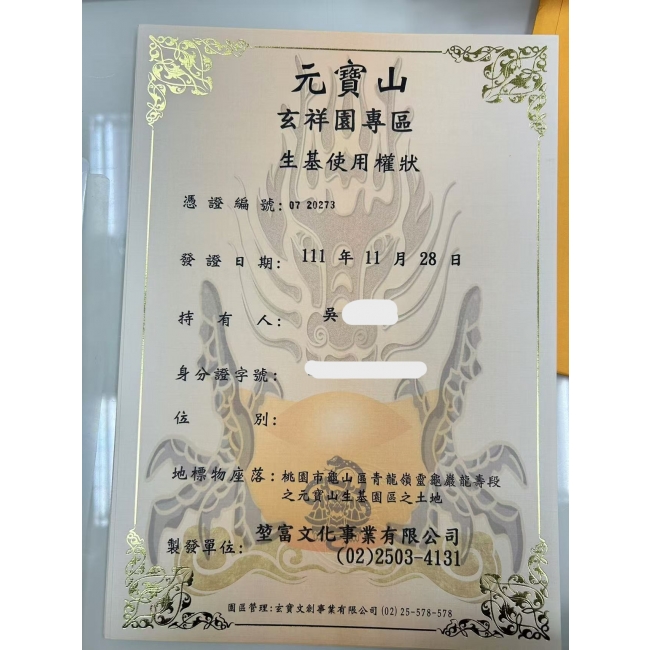 元寶山
玄祥園專區
生基使用權狀
憑證編號：07 20273
發證日期： 111 年 11 月 28 日
持有人： 吳
身分證字號：
位別：
地標物座落：桃園市龜山區青龍嶺靈龜巖龍壽段
之元寶山生基園區之土地
製發單位： 堃富文化事業有限公司
(02)2503-4131
園區管理：玄寶文創事業有限公司(02) 25-578-578